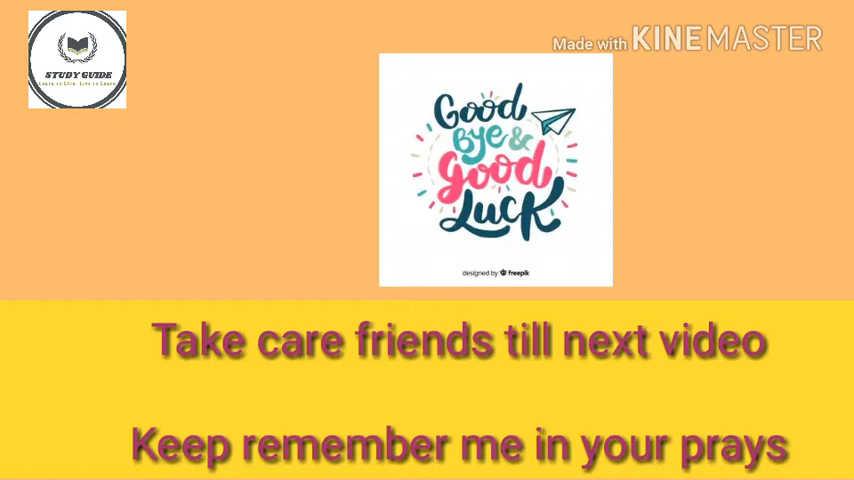 Made with KINEMASTER
STUDY GUIDE
Good
Bye &
Good
Luck
designed by freepik
Take care friends till next video
Keep remember me in your prays